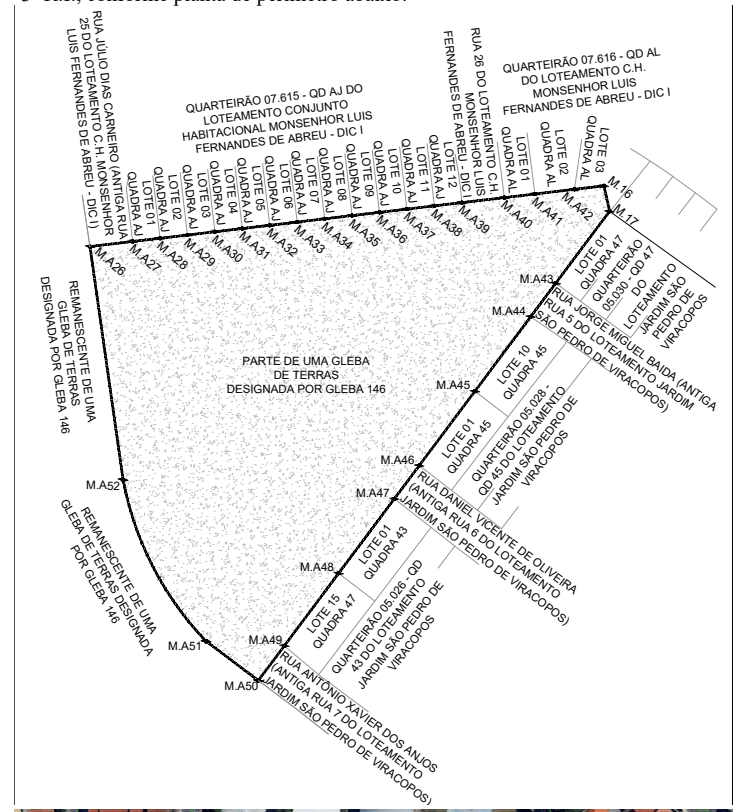 3 Tab., conforme planta de perímetro abaixo:
RUA JÚLIO DIAS CARNEIRO (ANTIGA RUA
25 DO LOTEAMENTO C.H. MONSENHOR
LUIS FERNANDES DE ABREU - DIC I)
QUARTEIRÃO 07.615 - QD AJ DO
LOTEAMENTO CONJUNTO
HABITACIONAL MONSENHOR LUIS
FERNANDES DE ABREU - DIC I
RUA 26 DO LOTEAMENTO C.H.
MONSENHOR LUIS
FERNANDES DE ABREU - DIC I
QUARTEIRÃO 07.616 - QD AL
DO LOTEAMENTO C.H.
MONSENHOR LUIS
FERNANDES DE ABREU - DIC I
LOTE 01
QUADRA AJ
LOTE 02
QUADRA AJ
LOTE 03
QUADRA AJ
LOTE 04
QUADRA AJ
LOTE 05
QUADRA AJ
LOTE 06
QUADRA AJ
LOTE 07
QUADRA AJ
LOTE 08
QUADRA AJ
LOTE 09
QUADRA AJ
LOTE 10
QUADRA AJ
LOTE 11
QUADRA AJ
LOTE 12
QUADRA AJ
LOTE 01
QUADRA AL
LOTE 02
QUADRA AL
LOTE 03
QUADRA AL
M.A26
M.A27
M.A28
M.A29
M.A30
M.A31
M.A32
M.A33
M.A34
M.A35
M.A36
M.A37
M.A38
M.A39
M.A40
M.A41
M.A42
M.16
M.17
LOTE 01
QUADRA 47
QUARTEIRÃO
05.030 - QD 47
DO
LOTEAMENTO
JARDIM SÃO
PEDRO DE
VIRACOPOS
M.A43
RUA JORGE MIGUEL BAIDA (ANTIGA
RUA 5 DO LOTEAMENTO JARDIM
SÃO PEDRO DE VIRACOPOS)
M.A44
REMANESCENTE DE UMA
GLEBA DE TERRAS
DESIGNADA POR GLEBA 146
PARTE DE UMA GLEBA
DE TERRAS
DESIGNADA POR GLEBA 146
LOTE 10
QUADRA 45
M.A45
LOTE 01
QUADRA 45
QUARTEIRÃO 05.028 -
QD 45 DO LOTEAMENTO
JARDIM SÃO PEDRO DE
VIRACOPOS
M.A46
RUA DANIEL VICENTE DE OLIVEIRA
(ANTIGA RUA 6 DO LOTEAMENTO
JARDIM SÃO PEDRO DE VIRACOPOS)
M.A47
M.A52
REMANESCENTE DE UMA
GLEBA DE TERRAS DESIGNADA
POR GLEBA 146
LOTE 01
QUADRA 43
M.A48
LOTE 15
QUADRA 47
QUARTEIRÃO 05.026 - QD
43 DO LOTEAMENTO
JARDIM SÃO PEDRO DE
VIRACOPOS
M.A51
M.A49
RUA ANTÔNIO XAVIER DOS ANJOS
(ANTIGA RUA 7 DO LOTEAMENTO
JARDIM SÃO PEDRO DE VIRACOPOS)
M.A50